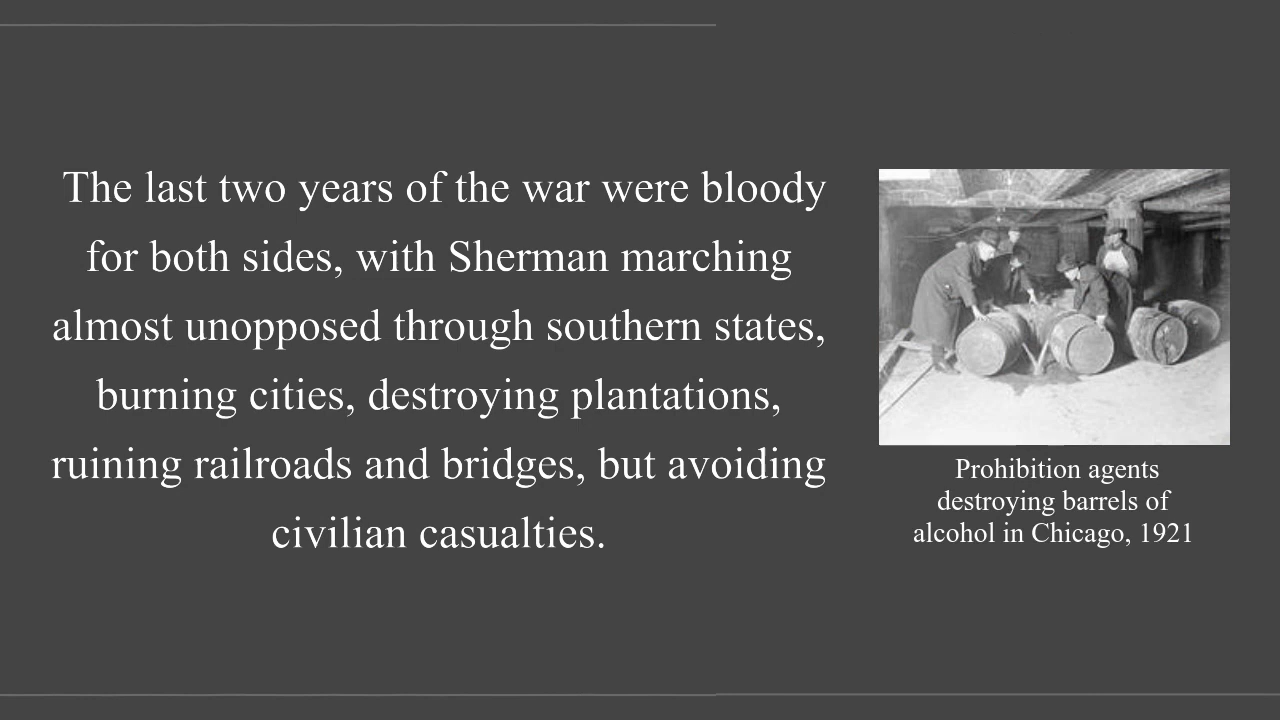 The last two years of the war were bloody
for both sides, with Sherman marching
almost unopposed through southern states,
burning cities, destroying plantations,
ruining railroads and bridges, but avoiding
civilian casualties.
Prohibition agents
destroying barrels of
alcohol in Chicago, 1921